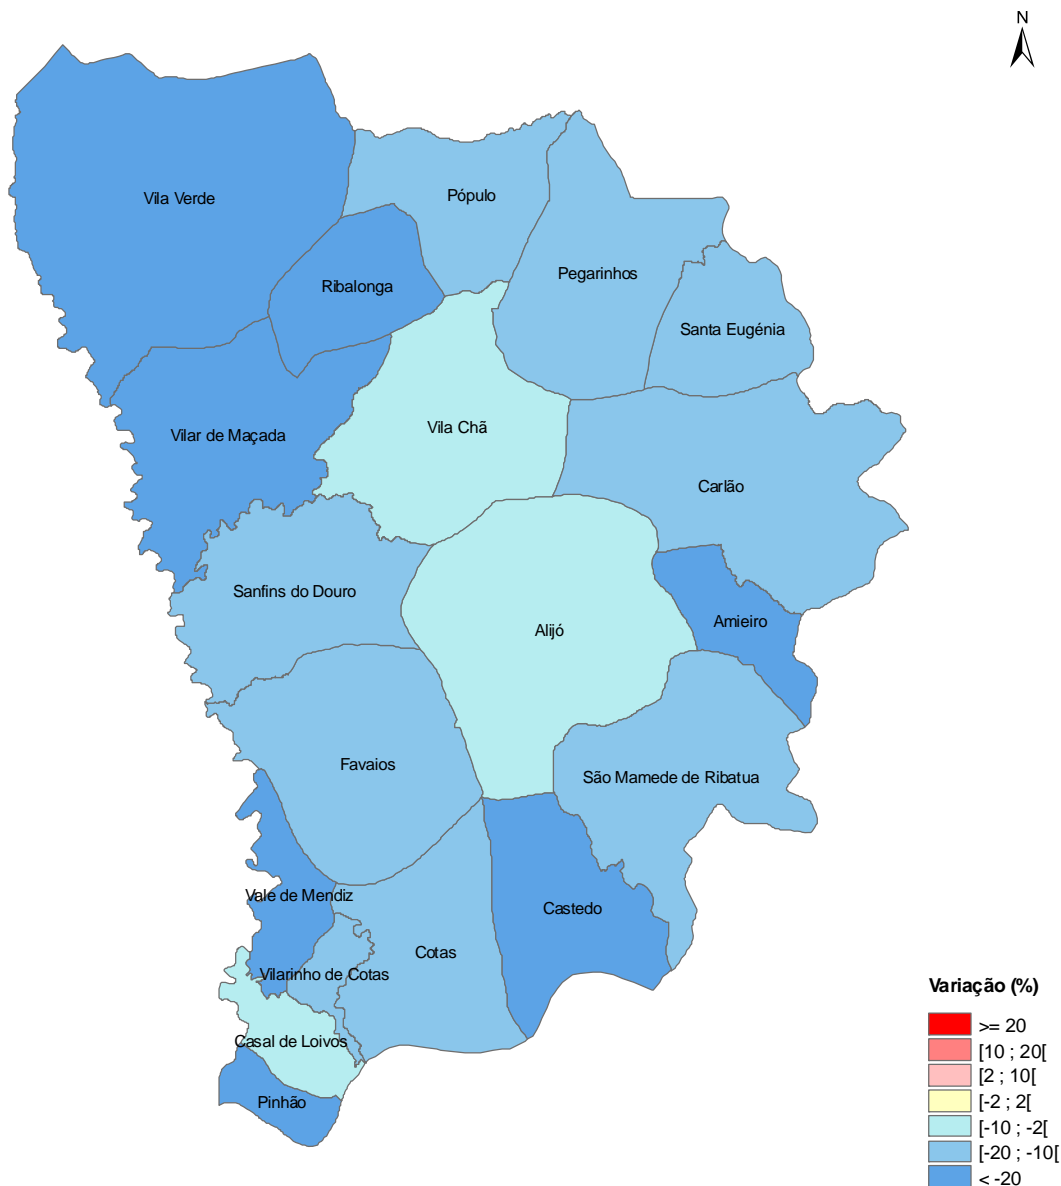 N
Vila Verde
Pópulo
Pegarinhos
Ribalonga
Santa Eugénia
Vila Chã
Vilar de Maçada
Carlão
Sanfins do Douro
Amieiro
Alijó
Favaios
São Mamede de Ribatua
Vale de Mendiz
Castedo
Cotas
Vilarinho de Cotas
Casal de Loivos
Pinhão
Variação (%)
>= 20
[10 ; 20[
[2 ; 10[
[-2 ; 2[
[-10 ; -2[
[-20 ; -10[
< -20